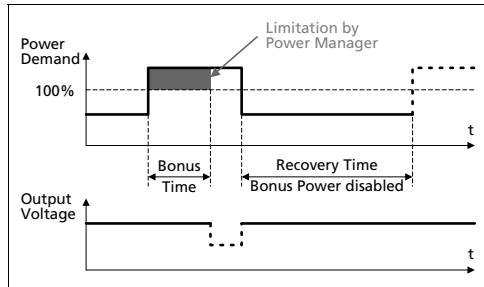 Power
Demand
Limitation by
Power Manager
100%
t
Bonus
Time
Recovery Time
Bonus Power disabled
Output
Voltage
t